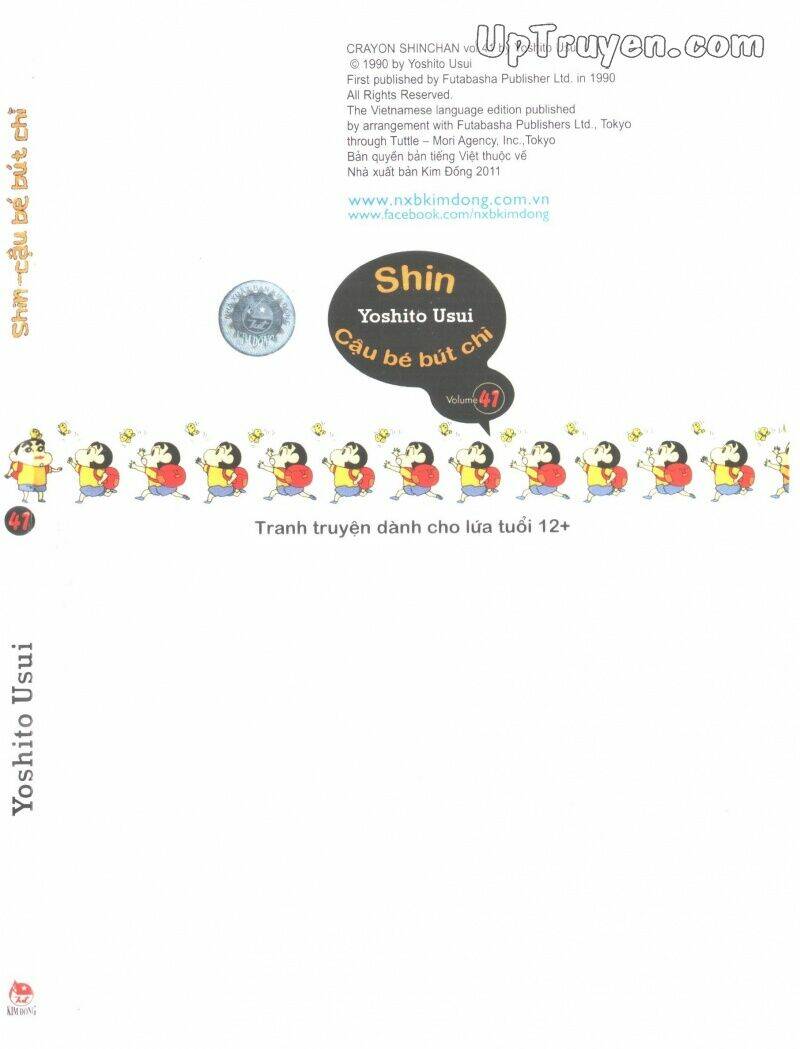 UpTruyen.com
CRAYON SHINCHAN vol 41 by Yoshito Usui
© 1990 by Yoshito Usui
First published by Futabasha Publisher Ltd. in 1990
All Rights Reserved.
The Vietnamese language edition published
by arrangement with Futabasha Publishers Ltd., Tokyo
through Tuttle – Mori Agency, Inc.,Tokyo
Bản quyền bản tiếng Việt thuộc về
Nhà xuất bản Kim Đồng 2011
www.nxbkimdong.com.vn
www.facebook.com/nxbkimdong
Shin
Yoshito Usui
Cậu bé bút chì
Volume 41
Tranh truyện dành cho lứa tuổi 12+
Shin-cậu bé bút chì
41
Yoshito Usui
KIM ĐỒNG